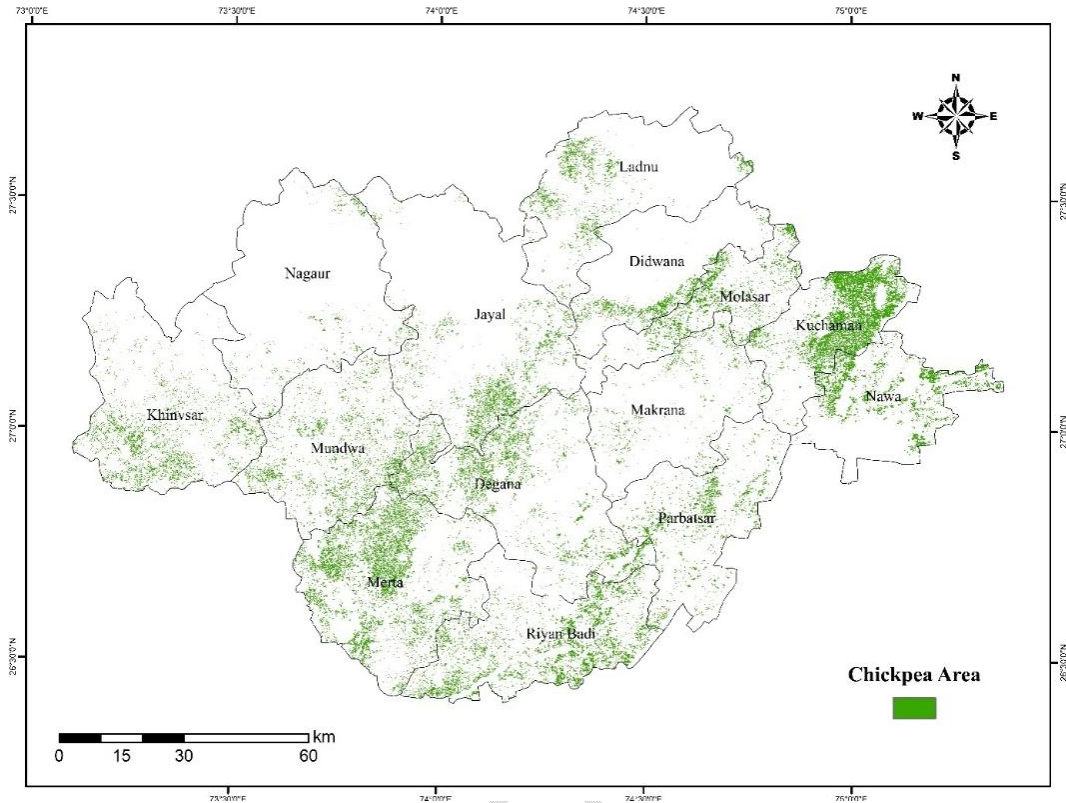 73°0'0"E 73°30'0"E 74°0'0"E 74°30'0"E 75°0'0"E
N
W E
S
27°30'0"N 27°30'0"N
Ladnu
Didwana
Nagaur
Molasar
Jayal
Kuchaman
Nawa
Makrana
Khinvsar
27°0'0"N 27°0'0"N
Mundwa
Degana
Parbatsar
Merta
Riyan Badi
26°30'0"N 26°30'0"N
Chickpea Area
km
0 15 30 60
73°30'0"E 74°0'0"E 74°30'0"E 75°0'0"E